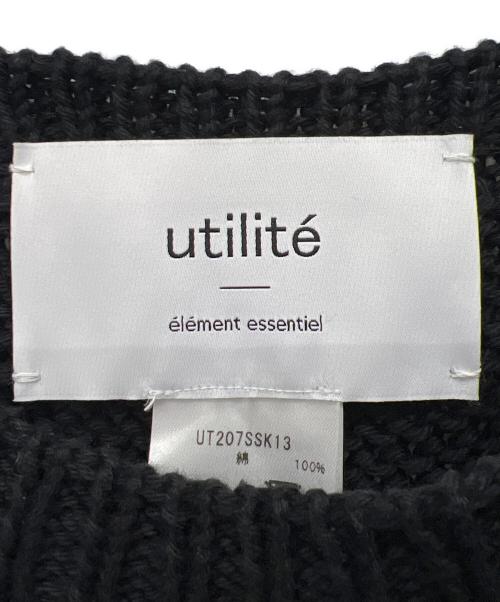 utilité
élément essentiel
UT207SSK13
綿 100%